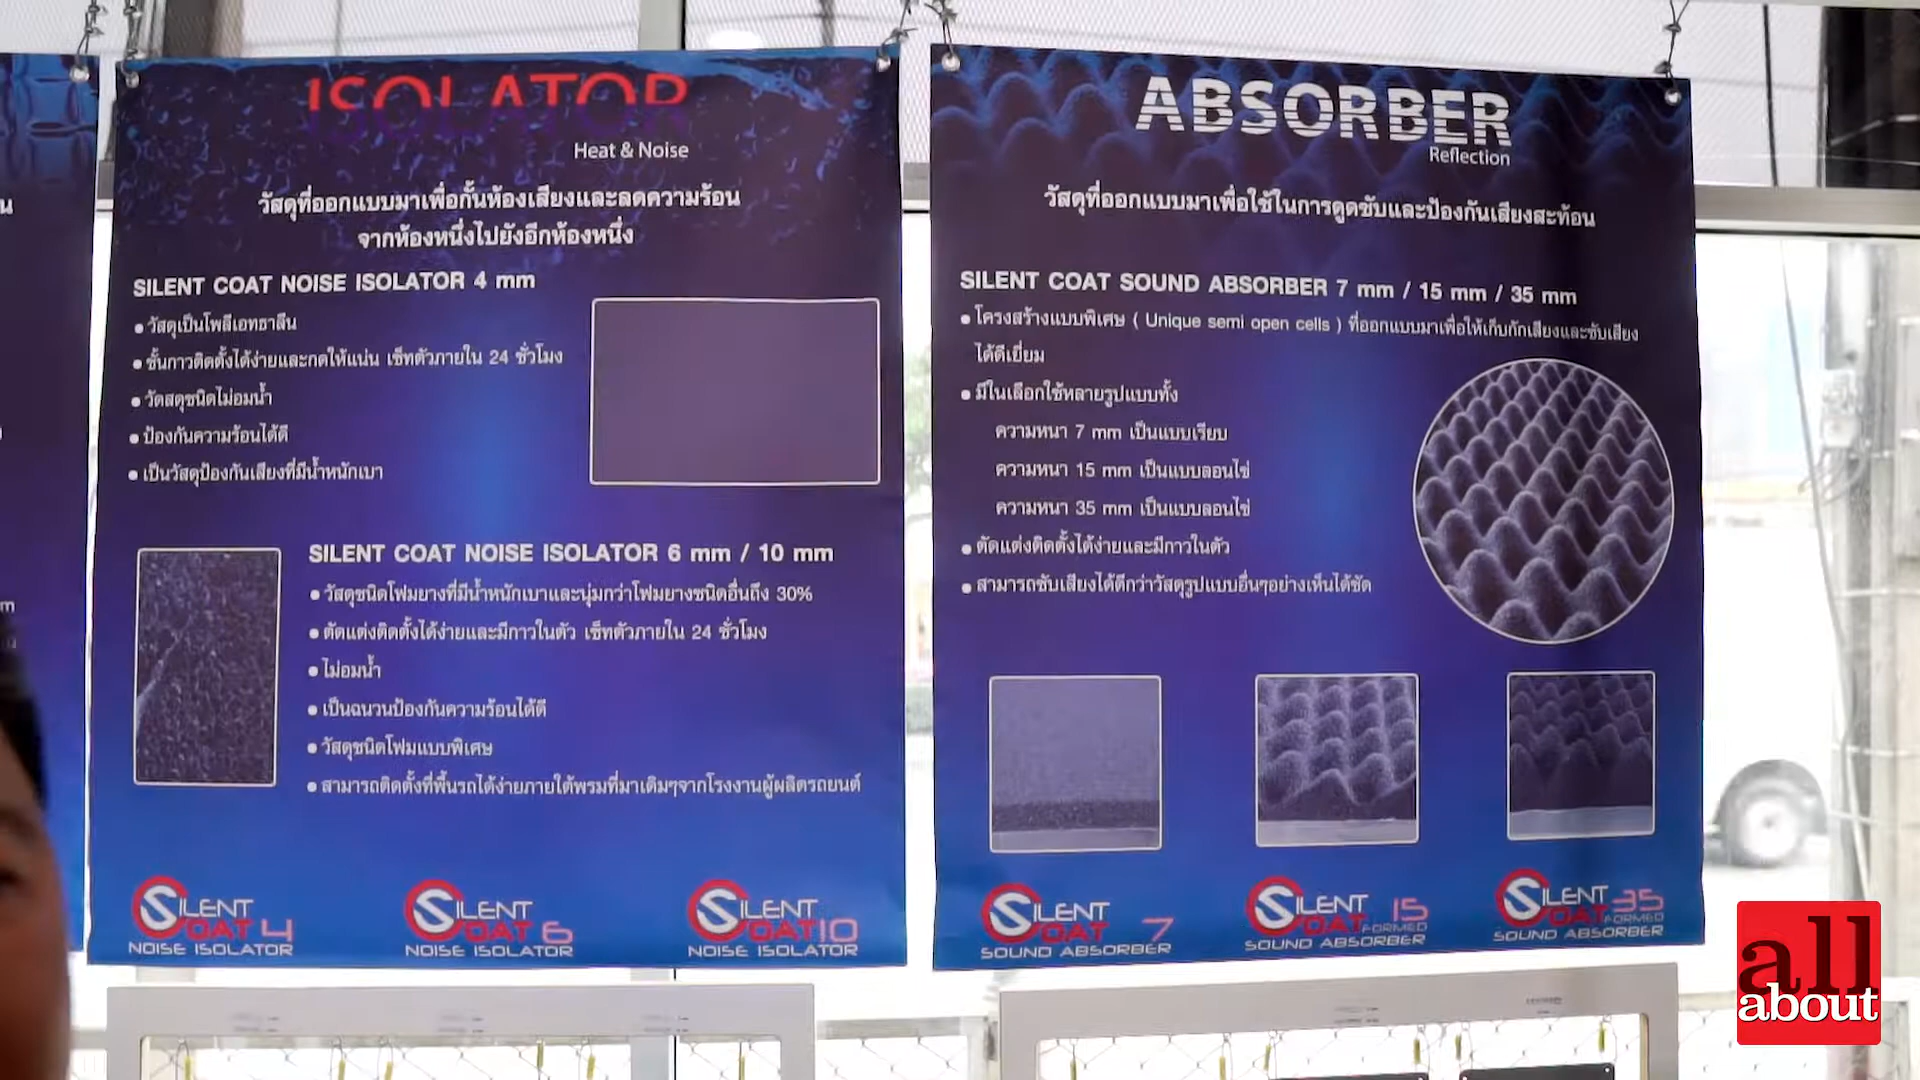 ISOLATOR
Heat & Noise
วัสดุที่ออกแบบมาเพื่อกั้นห้องเสียงและลดความร้อน
จากห้องหนึ่งไปยังอีกห้องหนึ่ง
SILENT COAT NOISE ISOLATOR 4 mm
● วัสดุเป็นโพลีเอทธาลีน
● ชั้นกาวติดตั้งได้ง่ายและกดให้แน่น เซ็ทตัวภายใน 24 ชั่วโมง
● วัดสดุชนิดไม่อมน้ำ
● ป้องกันความร้อนได้ดี
● เป็นวัสดุป้องกันเสียงที่มีน้ำหนักเบา
SILENT COAT NOISE ISOLATOR 6 mm / 10 mm
● วัสดุชนิดโฟมยางที่มีน้ำหนักเบาและนุ่มกว่าโฟมยางชนิดอื่นถึง 30%
● ตัดแต่งติดตั้งได้ง่ายและมีกาวในตัว เซ็ทตัวภายใน 24 ชั่วโมง
● ไม่อมน้ำ
● เป็นฉนวนป้องกันความร้อนได้ดี
● วัสดุชนิดโฟมแบบพิเศษ
● สามารถติดตั้งที่พื้นรถได้ง่ายภายใต้พรมที่มาเดิมๆจากโรงงานผู้ผลิตรถยนต์
SILENT COAT 4
NOISE ISOLATOR
SILENT COAT 6
NOISE ISOLATOR
SILENT COAT 10
NOISE ISOLATOR
ABSORBER
Reflection
วัสดุที่ออกแบบมาเพื่อใช้ในการดูดซับและป้องกันเสียงสะท้อน
SILENT COAT SOUND ABSORBER 7 mm / 15 mm / 35 mm
● โครงสร้างแบบพิเศษ ( Unique semi open cells ) ที่ออกแบบมาเพื่อให้เก็บกักเสียงและซับเสียง
ได้ดีเยี่ยม
● มีในเลือกใช้หลายรูปแบบทั้ง
ความหนา 7 mm เป็นแบบเรียบ
ความหนา 15 mm เป็นแบบลอนไข่
ความหนา 35 mm เป็นแบบลอนไข่
● ตัดแต่งติดตั้งได้ง่ายและมีกาวในตัว
● สามารถซับเสียงได้ดีกว่าวัสดุรูปแบบอื่นๆอย่างเห็นได้ชัด
SILENT COAT 7
SOUND ABSORBER
SILENT COAT 15
FORMED
SOUND ABSORBER
SILENT COAT 35
FORMED
SOUND ABSORBER
all
about